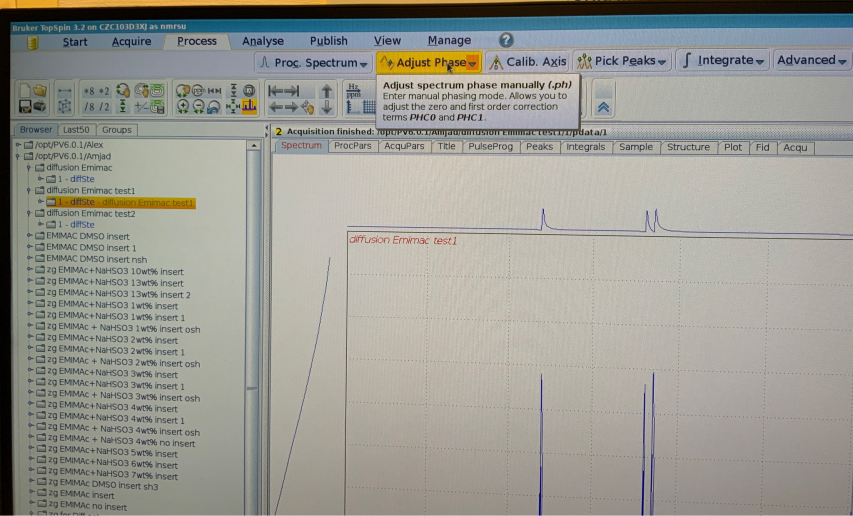 Bruker TopSpin 3.2 on CZC103D3XJ as nmrsu
Start Acquire Process Analyse Publish View Manage ?
Proc. Spectrum Adjust Phase Calib. Axis Pick Peaks Integrate Advanced
*8 *2
/8 /2
Hz
ppm
Adjust spectrum phase manually (.ph)
Enter manual phasing mode. Allows you to
adjust the zero and first order correction
terms PHC0 and PHC1.
Browser Last50 Groups
2 Acquisition finished: /opt/PV6.0.1/Amjad/diffusion Emimac test1/1/pdata/1
Spectrum ProcPars AcquPars Title PulseProg Peaks Integrals Sample Structure Plot Fid Acqu
/opt/PV6.0.1/Alex
/opt/PV6.0.1/Amjad
diffusion Emimac
1 - diffSte
diffusion Emimac test1
1 - diffSte - diffusion Emimac test1
diffusion Emimac test2
1 - diffSte
EMIMAC DMSO insert
EMIMAC DMSO insert 1
EMIMAC DMSO insert nsh
zg EMIMAc+NaHSO3 10wt% insert
zg EMIMAc+NaHSO3 13wt% insert
zg EMIMAc+NaHSO3 13wt% insert 2
zg EMIMAc+NaHSO3 1wt% insert
zg EMIMAc+NaHSO3 1wt% insert 1
zg EMIMAc + NaHSO3 1wt% insert osh
zg EMIMAc+NaHSO3 2wt% insert
zg EMIMAc+NaHSO3 2wt% insert 1
zg EMIMAc + NaHSO3 2wt% insert osh
zg EMIMAc+NaHSO3 3wt% insert
zg EMIMAc+NaHSO3 3wt% insert 1
zg EMIMAc + NaHSO3 3wt% insert osh
zg EMIMAc+NaHSO3 4wt% insert
zg EMIMAc+NaHSO3 4wt% insert 1
zg EMIMAc + NaHSO3 4wt% insert osh
zg EMIMAc + NaHSO3 4wt% no insert
zg EMIMAc+NaHSO3 5wt% insert
zg EMIMAc+NaHSO3 6wt% insert
zg EMIMAc+NaHSO3 7wt% insert
zg EMIMAc DMSO insert sh3
zg EMIMAc insert
zg EMIMAc no insert
diffusion Emimac test1